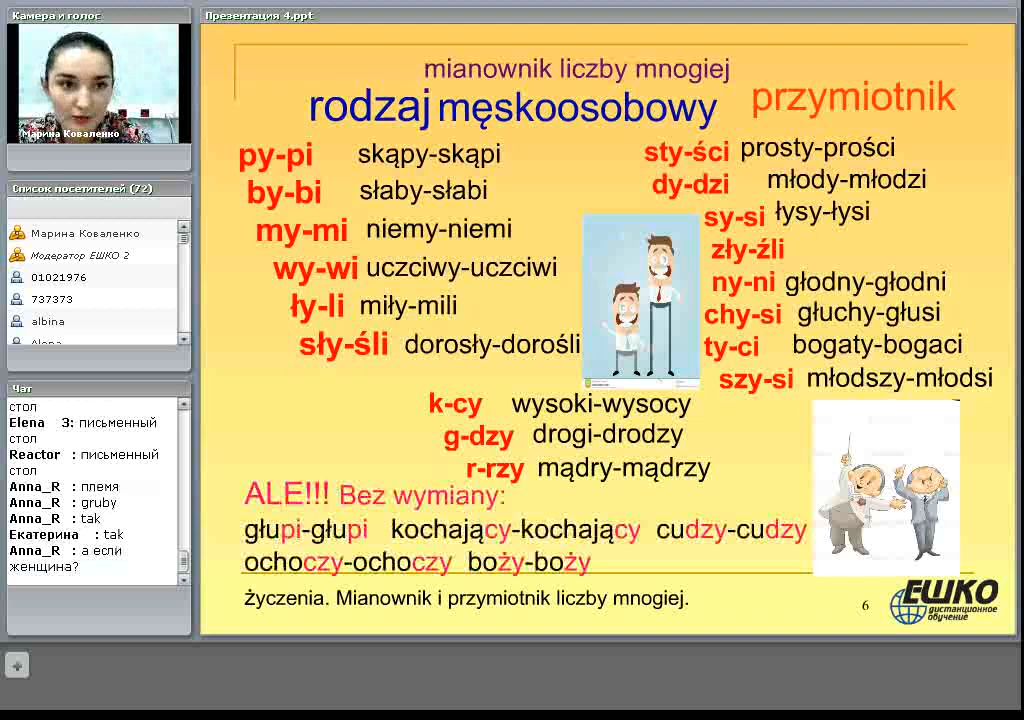 Камера и голос
Марина Коваленко
Список посетителей (72)
Марина Коваленко
Модератор ЕШКО 2
01021976
737373
albina
Чат
стол
Elena З: письменный
стол
Reactor : письменный
стол
Anna_R : племя
Anna_R : gruby
Anna_R : tak
Екатерина : tak
Anna_R : а если
женщина?
Презентация 4.ppt
mianownik liczby mnogiej
rodzaj męskoosobowy
przymiotnik
py-pi skąpy-skąpi
by-bi słaby-słabi
my-mi niemy-niemi
wy-wi uczciwy-uczciwi
ły-li miły-mili
sły-śli dorosły-dorośli
sty-ści prosty-prości
dy-dzi młody-młodzi
sy-si łysy-łysi
zły-źli
ny-ni głodny-głodni
chy-si głuchy-głusi
ty-ci bogaty-bogaci
szy-si młodszy-młodsi
k-cy wysoki-wysocy
g-dzy drogi-drodzy
r-rzy mądry-mądrzy
ALE!!! Bez wymiany:
głupi-głupi kochający-kochający cudzy-cudzy
ochoczy-ochoczy boży-boży
życzenia. Mianownik i przymiotnik liczby mnogiej.
6
ЕШКО
дистанционное
обучение